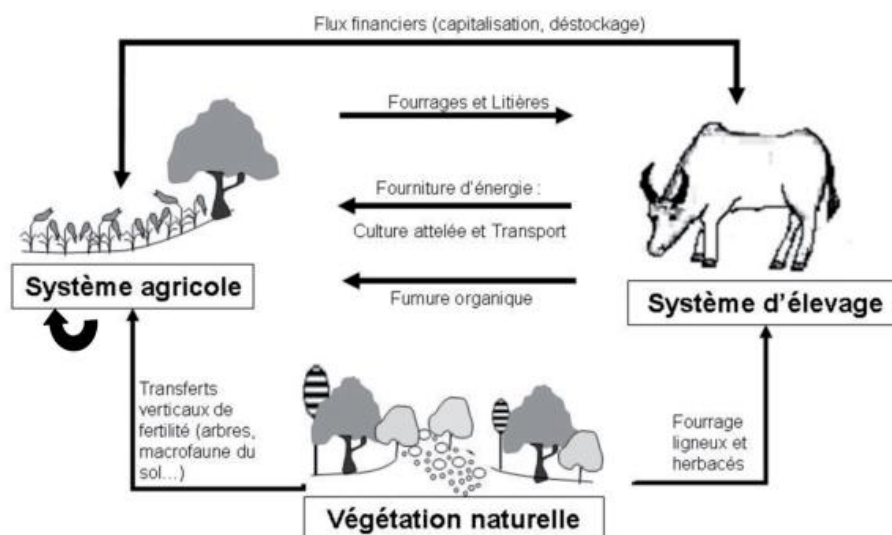 Flux financiers (capitalisation, déstockage)
Fourrages et Litières
Fourniture d'énergie :
Culture attelée et Transport
Fumure organique
Système agricole
Système d'élevage
Transferts
verticaux de
fertilité (arbres,
macrofaune du
sol...)
Fourrage
ligneux et
herbacés
Végétation naturelle